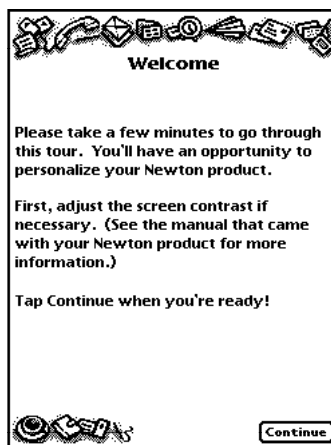 Welcome
Please take a few minutes to go through
this tour.  You'll have an opportunity to
personalize your Newton product.
First, adjust the screen contrast if
necessary.  (See the manual that came
with your Newton product for more
information.)
Tap Continue when you're ready!
Continue